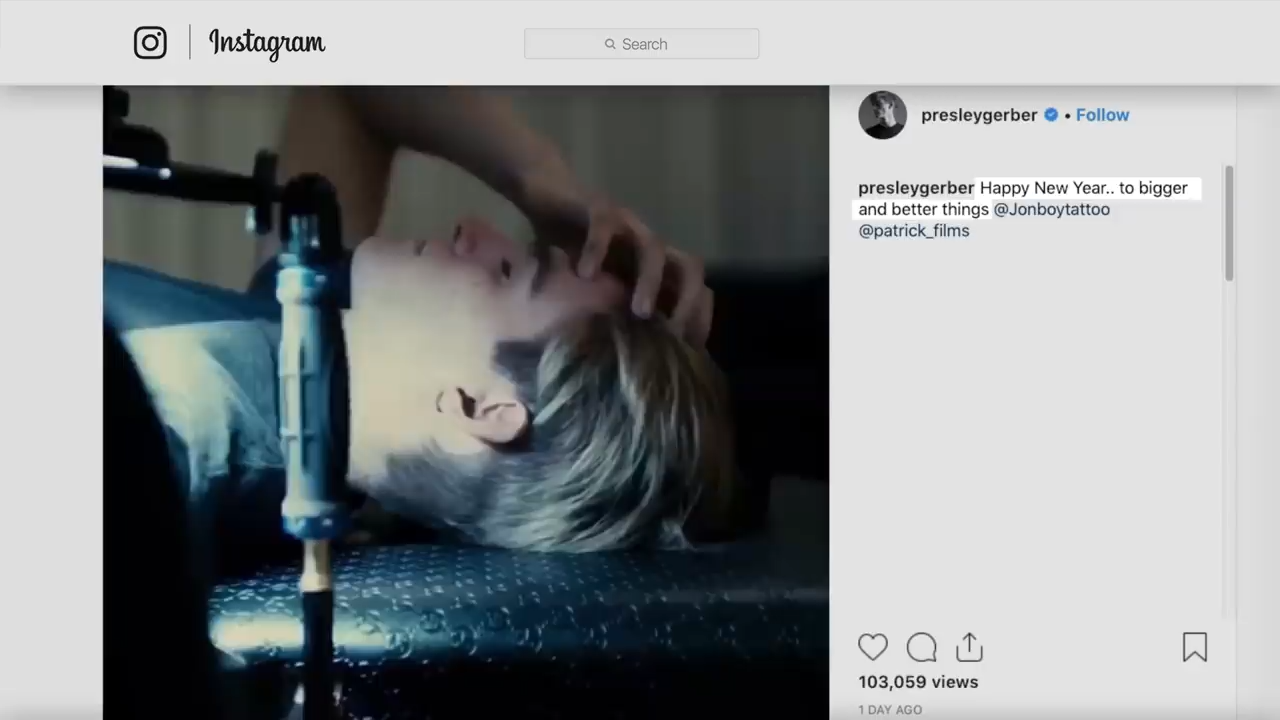 Instagram
Search
presleygerber • Follow
presleygerber Happy New Year.. to bigger
and better things @Jonboytattoo
@patrick_films
103,059 views
1 DAY AGO